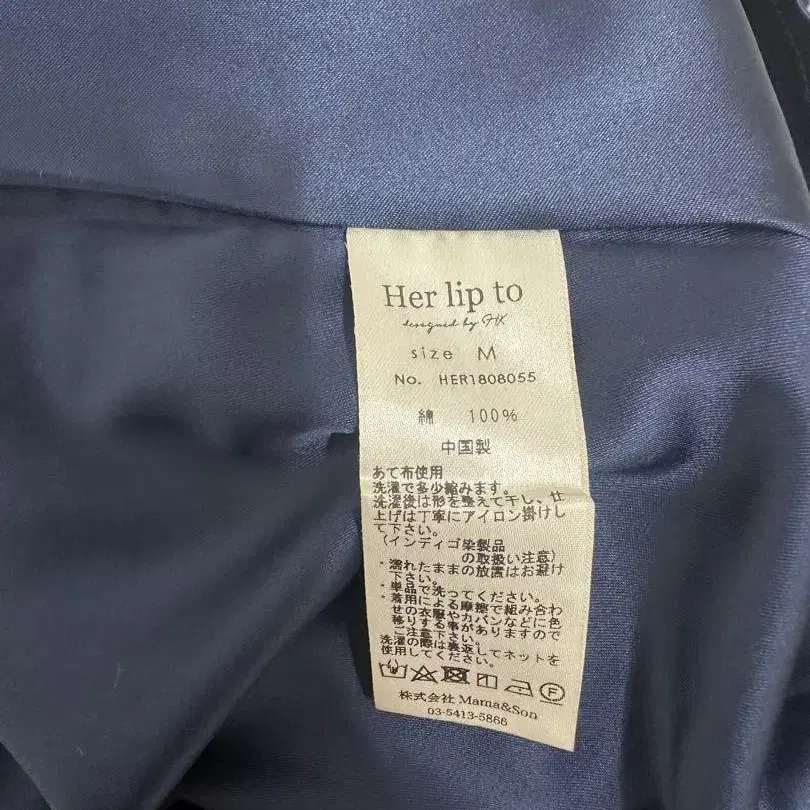 Her lip to
designed by GHK
size M
No. HER1808055
綿 100%
中国製
あて布使用
洗濯で多少縮みます。
洗濯後は形を整えて干し、仕
上げは丁寧にアイロン掛けし
て下さい。
（インディゴ染製品
の取扱い注意）
・濡れたままの放置はお避け
下さい。
・単品で洗ってください。
・着用による摩擦で組み合わ
せの衣服やカバンなどに色
移りする事がありますので
ご注意下さい。
洗濯の際は裏返してネットを
使用してください。
F
株式会社 Mama&Son
03-5413-5866